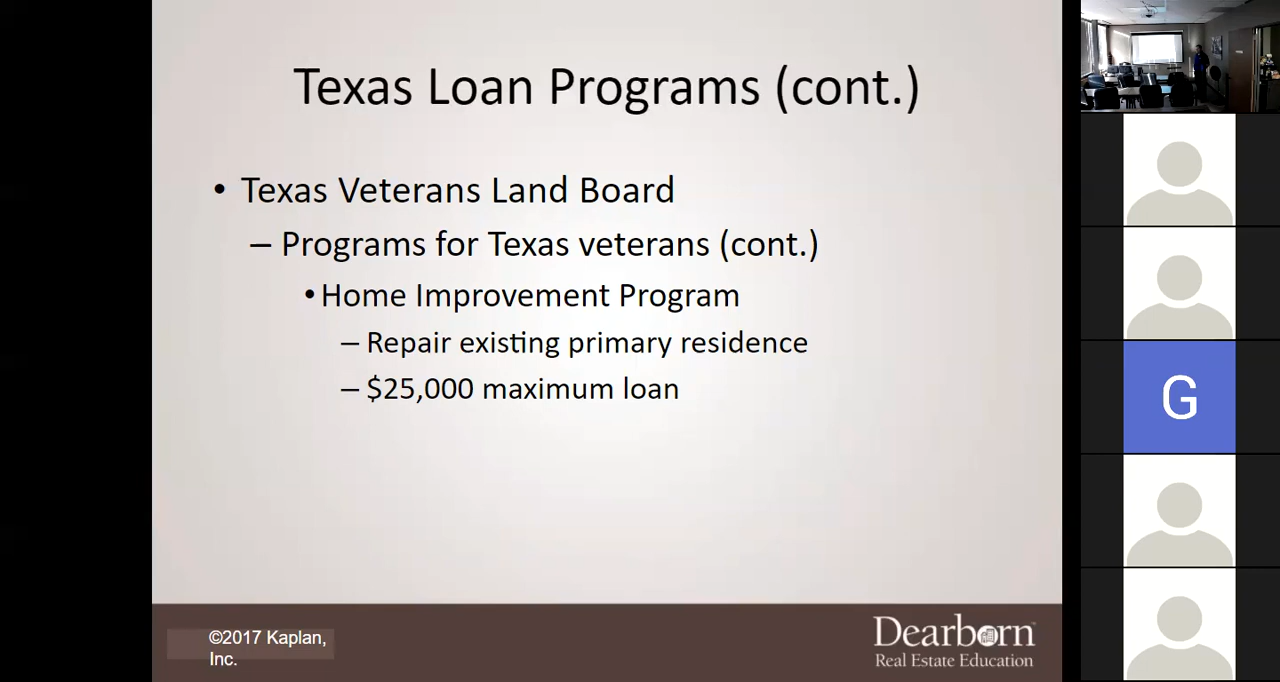 Texas Loan Programs (cont.)
• Texas Veterans Land Board
– Programs for Texas veterans (cont.)
• Home Improvement Program
– Repair existing primary residence
– $25,000 maximum loan
©2017 Kaplan,
Inc.
Dearborn
Real Estate Education
G